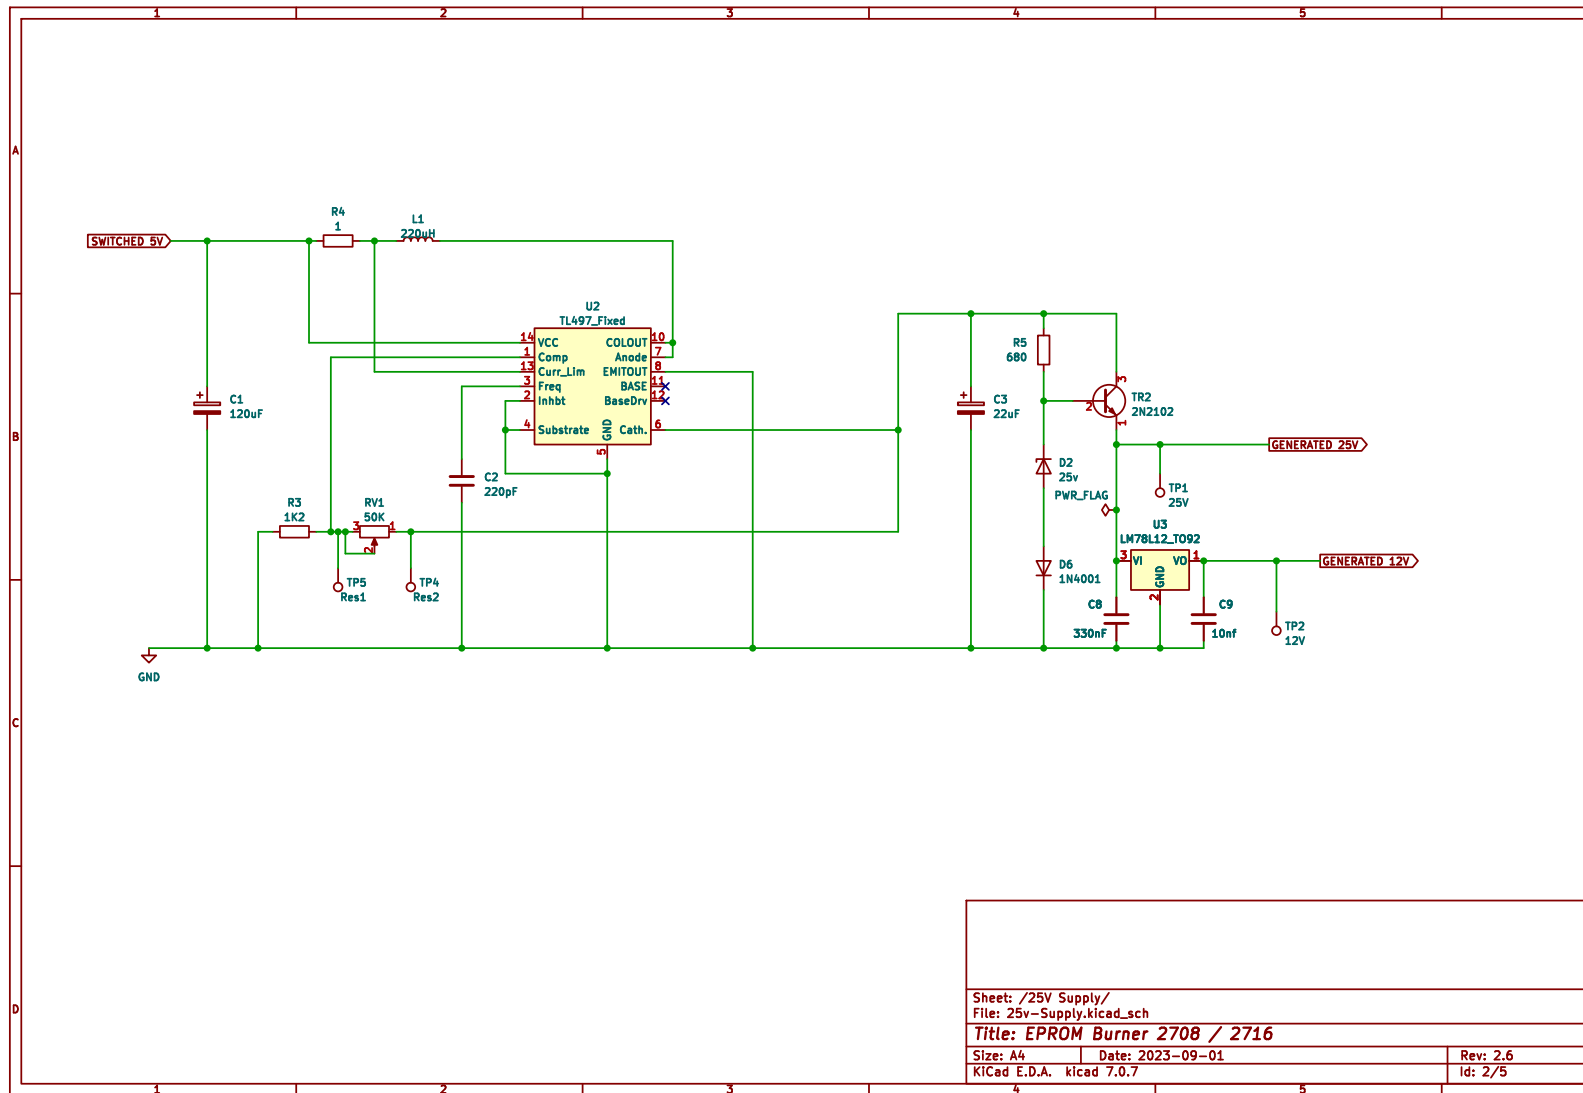 1 2 3 4 5
A
R4
1
L1
220uH
SWITCHED 5V
U2
TL497_Fixed
14 VCC COLOUT 10
1 Comp Anode 7
13 Curr_Lim EMITOUT 8
3 Freq BASE 11
2 Inhbt BaseDrv 12
4 Substrate GND Cath. 6
5
R5
680
+ C1
120uF
+ C3
22uF
3
2
1
TR2
2N2102
B
GENERATED 25V
D2
25v
C2
220pF
TP1
25V
PWR_FLAG
R3
1K2
RV1
50K
3 1
2
U3
LM78L12_TO92
3 VI VO 1
GND
2
GENERATED 12V
D6
1N4001
TP5
Res1
TP4
Res2
C8
330nF
C9
10nf
TP2
12V
GND
C
D
Sheet: /25V Supply/
File: 25v-Supply.kicad_sch
Title: EPROM Burner 2708 / 2716
Size: A4 Date: 2023-09-01 Rev: 2.6
KiCad E.D.A. kicad 7.0.7 Id: 2/5
1 2 3 4 5